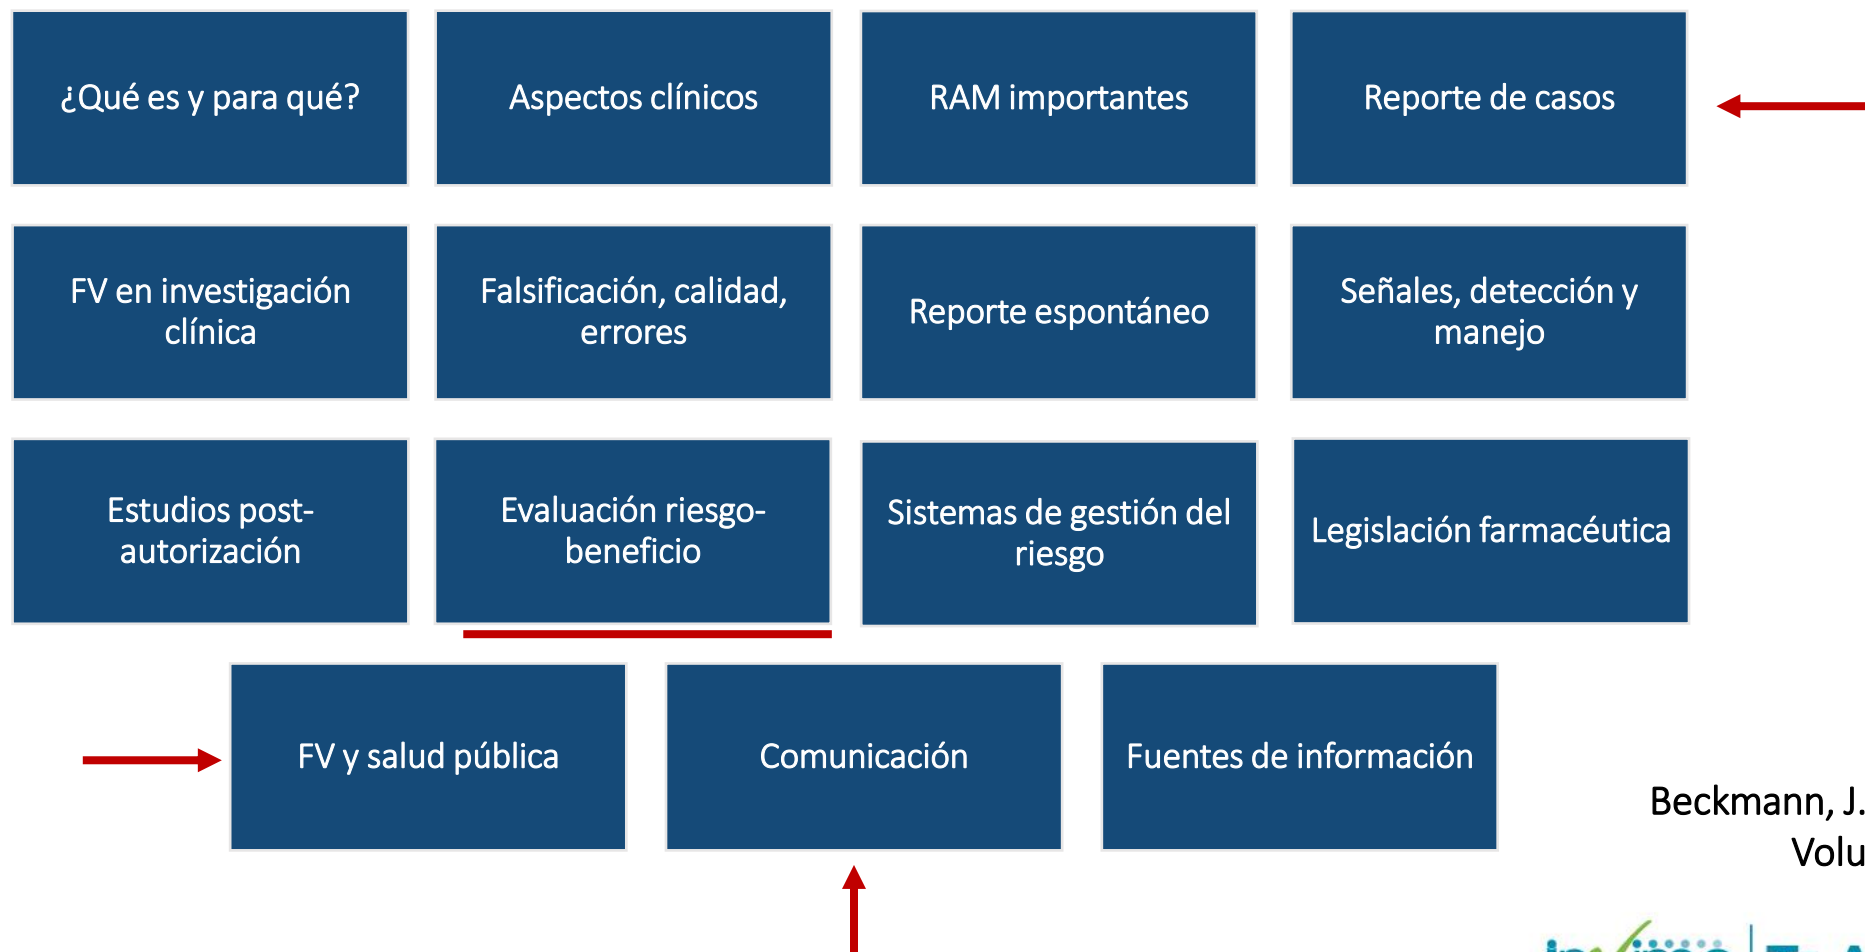 ¿Qué es y para qué?
Aspectos clínicos
RAM importantes
Reporte de casos
FV en investigación
clínica
Falsificación, calidad,
errores
Reporte espontáneo
Señales, detección y
manejo
Estudios post-
autorización
Evaluación riesgo-
beneficio
Sistemas de gestión del
riesgo
Legislación farmacéutica
FV y salud pública
Comunicación
Fuentes de información
Beckmann, J.
Volu